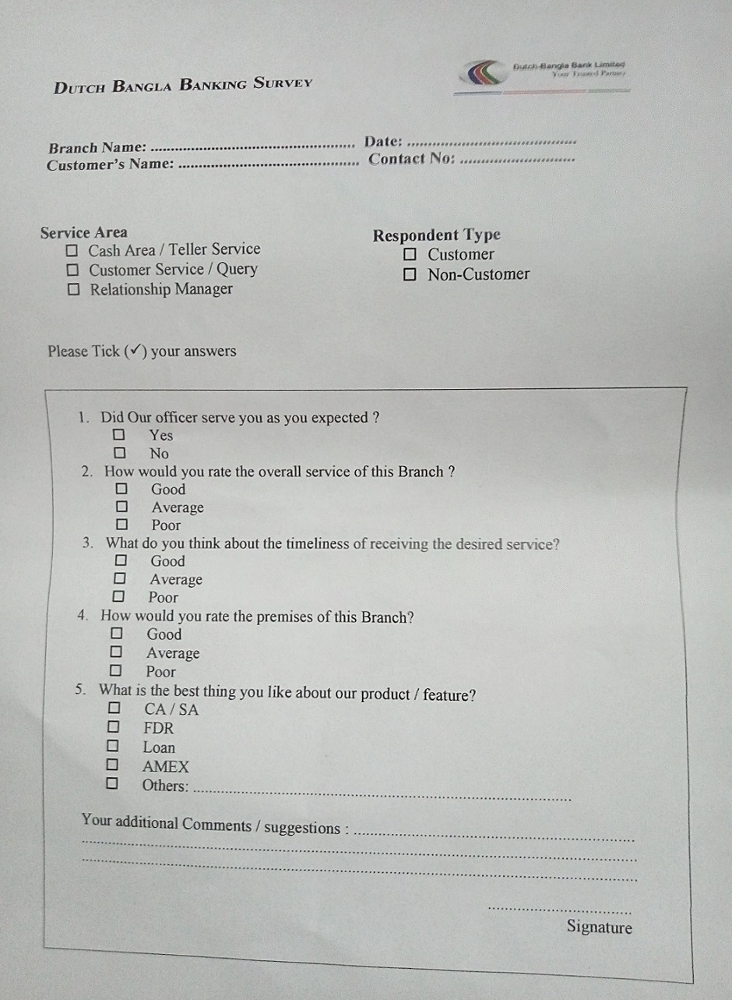 DUTCH BANGLA BANKING SURVEY
Dutch-Bangla Bank Limited
Your Trusted Partner
Branch Name: ................................................... Date: ..........................................
Customer's Name: ............................................. Contact No: ............................
Service Area
☐ Cash Area / Teller Service
☐ Customer Service / Query
☐ Relationship Manager
Respondent Type
☐ Customer
☐ Non-Customer
Please Tick (✓) your answers
1. Did Our officer serve you as you expected ?
☐ Yes
☐ No
2. How would you rate the overall service of this Branch ?
☐ Good
☐ Average
☐ Poor
3. What do you think about the timeliness of receiving the desired service?
☐ Good
☐ Average
☐ Poor
4. How would you rate the premises of this Branch?
☐ Good
☐ Average
☐ Poor
5. What is the best thing you like about our product / feature?
☐ CA / SA
☐ FDR
☐ Loan
☐ AMEX
☐ Others: ..........................................................................................
Your additional Comments / suggestions : ..................................................................
..................................................................................................................................
..................................................................................................................................
.................................
Signature